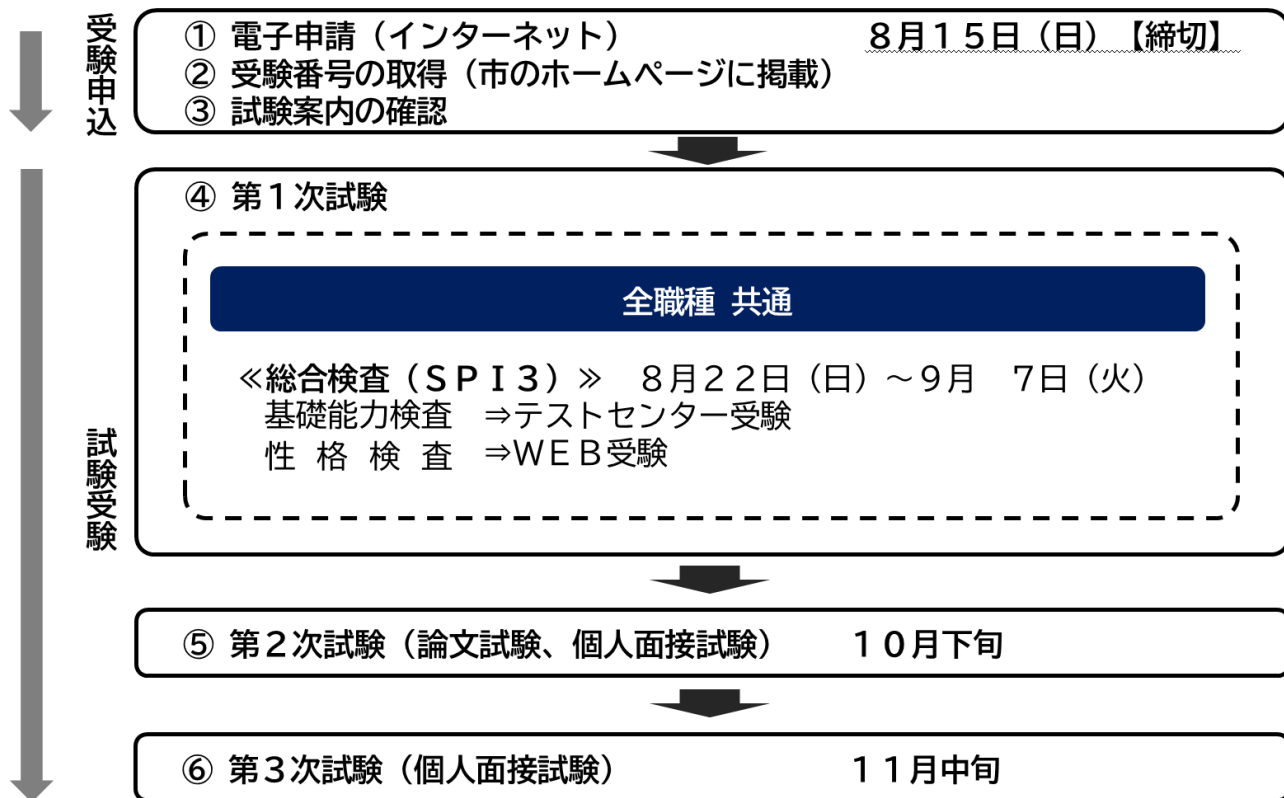 受験申込
① 電子申請（インターネット） ８月１５日（日）【締切】
② 受験番号の取得（市のホームページに掲載）
③ 試験案内の確認
試験受験
④ 第１次試験
全職種 共通
≪総合検査（ＳＰＩ３）≫ ８月２２日（日）～９月　７日（火）
基礎能力検査 ⇒テストセンター受験
性 格 検 査 ⇒ＷＥＢ受験
⑤ 第２次試験（論文試験、個人面接試験） １０月下旬
⑥ 第３次試験（個人面接試験） １１月中旬